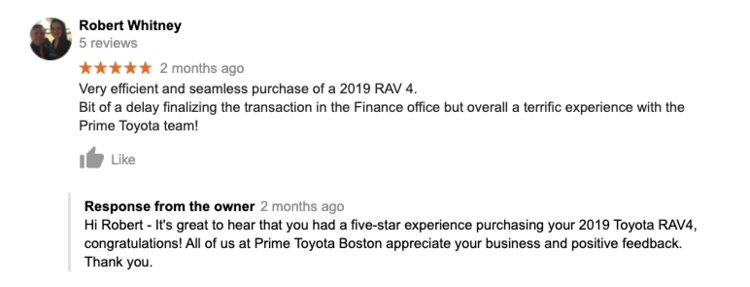 Robert Whitney
5 reviews
2 months ago
Very efficient and seamless purchase of a 2019 RAV 4.
Bit of a delay finalizing the transaction in the Finance office but overall a terrific experience with the
Prime Toyota team!
Like
Response from the owner 2 months ago
Hi Robert - It's great to hear that you had a five-star experience purchasing your 2019 Toyota RAV4,
congratulations! All of us at Prime Toyota Boston appreciate your business and positive feedback.
Thank you.